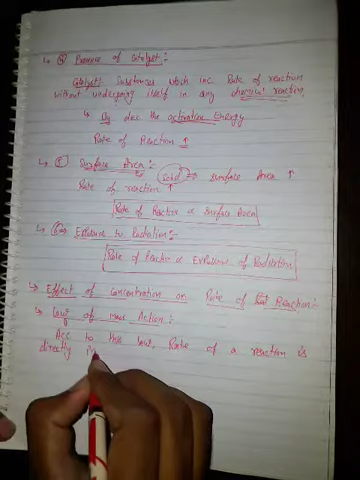 ↳ (4) Presence of Catalyst:-
Catalyst: Substances which inc. Rate of reaction
without undergoing itself in any chemical reaction,
↳ By dec the activation Energy
Rate of Reaction ↑
↳ (5) Surface Area:-
Solid ⇒ Surface Area ↑
Rate of reaction ↑
Rate of Reaction ∝ Surface Area
↳ Exposure to Radiation:-
Rate of Reaction ∝ Exposure of Radiation
↳ Effect of concentration on Rate of Reaction:-
↳ Law of mass Action:-
Acc to this law, Rate of a reaction is
directly